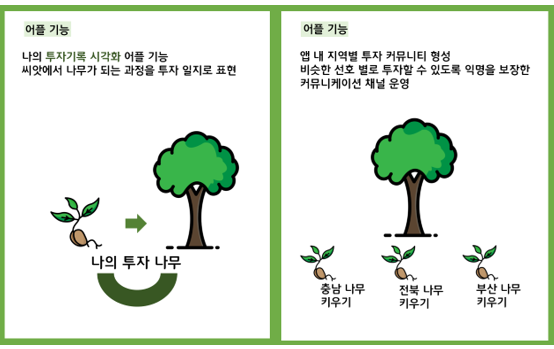 어플 기능
나의 투자기록 시각화 어플 기능
씨앗에서 나무가 되는 과정을 투자 일지로 표현
나의 투자 나무
어플 기능
앱 내 지역별 투자 커뮤니티 형성
비슷한 선호 별로 투자할 수 있도록 익명을 보장한
커뮤니케이션 채널 운영
충남 나무
키우기
전북 나무
키우기
부산 나무
키우기